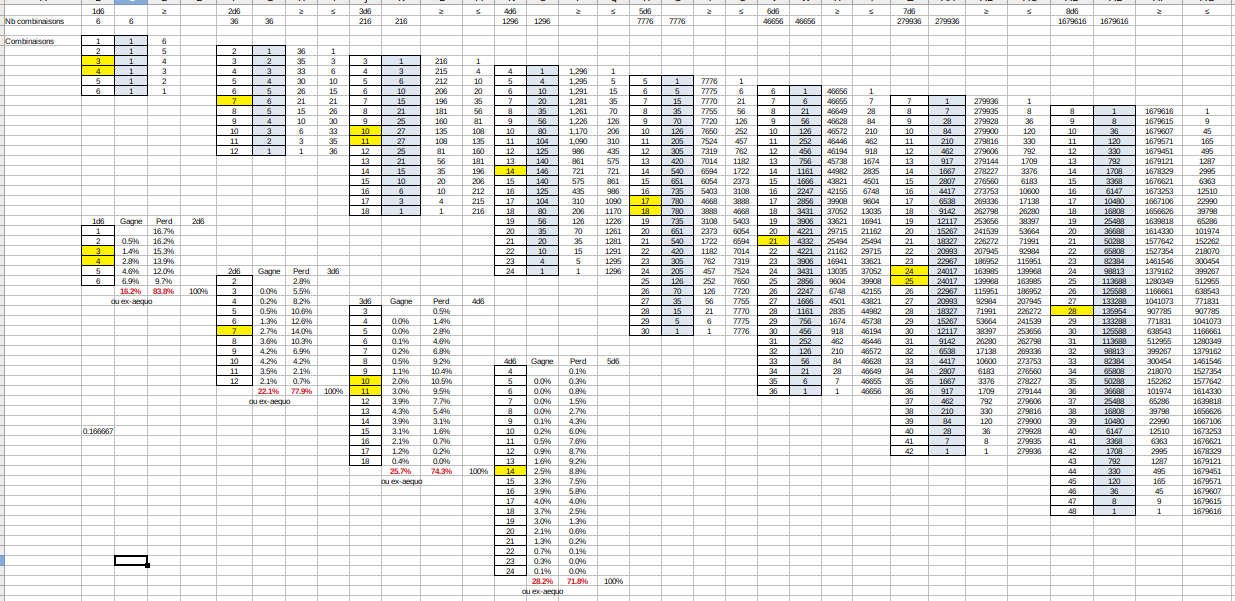 1d6 ≥ ≤ 2d6 ≥ ≤ 3d6 ≥ ≤ 4d6 ≥ ≤ 5d6 ≥ ≤ 6d6 ≥ ≤ 7d6 ≥ ≤ 8d6 ≥ ≤
Nb combinaisons 6 6 36 36 216 216 1296 1296 7776 7776 46656 46656 279936 279936 1679616 1679616
Combinaisons 1 1 6
2 1 5 2 1 36 1
3 1 4 3 2 35 3 3 1 216 1
4 1 3 4 3 33 6 4 3 215 4 4 1 1,296 1
5 1 2 5 4 30 10 5 6 212 10 5 4 1,295 5 5 1 7776 1
6 1 1 6 5 26 15 6 10 206 20 6 10 1,291 15 6 5 7775 6 6 1 46656 1
7 6 21 21 7 15 196 35 7 20 1,281 35 7 15 7770 21 7 6 46655 7 7 1 279936 1
8 5 15 26 8 21 181 56 8 35 1,261 70 8 35 7755 56 8 21 46649 28 8 7 279935 8 8 1 1679616 1
9 4 10 30 9 25 160 81 9 56 1,226 126 9 70 7720 126 9 56 46628 84 9 28 279928 36 9 8 1679615 9
10 3 6 33 10 27 135 108 10 80 1,170 206 10 126 7650 252 10 126 46572 210 10 84 279900 120 10 36 1679607 45
11 2 3 35 11 27 108 135 11 104 1,090 310 11 205 7524 457 11 252 46446 462 11 210 279816 330 11 120 1679571 165
12 1 1 36 12 25 81 160 12 125 986 435 12 305 7319 762 12 456 46194 918 12 462 279606 792 12 330 1679451 495
13 21 56 181 13 140 861 575 13 420 7014 1182 13 756 45738 1674 13 917 279144 1709 13 792 1679121 1287
14 15 35 196 14 146 721 721 14 540 6594 1722 14 1161 44982 2835 14 1667 278227 3376 14 1708 1678329 2995
15 10 20 206 15 140 575 861 15 651 6054 2373 15 1666 43821 4501 15 2807 276560 6183 15 3368 1676621 6363
16 6 10 212 16 125 435 986 16 735 5403 3108 16 2247 42155 6748 16 4417 273753 10600 16 6147 1673253 12510
17 3 4 215 17 104 310 1090 17 780 4668 3888 17 2856 39908 9604 17 6538 269336 17138 17 10480 1667106 22990
18 1 1 216 18 80 206 1170 18 780 3888 4668 18 3431 37052 13035 18 9142 262798 26280 18 16808 1656626 39798
19 56 126 1226 19 735 3108 5403 19 3906 33621 16941 19 12117 253656 38397 19 25488 1639818 65286
1d6 Gagne Perd 2d6 20 35 70 1261 20 651 2373 6054 20 4221 29715 21162 20 15267 241539 53664 20 36688 1614330 101974
1 16.7% 21 20 35 1281 21 540 1722 6594 21 4332 25494 25494 21 18327 226272 71991 21 50288 1577642 152262
2 0.5% 16.2% 22 10 15 1291 22 420 1182 7014 22 4221 21162 29715 22 20993 207945 92984 22 65808 1527354 218070
3 1.4% 15.3% 23 4 5 1295 23 305 762 7319 23 3906 16941 33621 23 22967 186952 115951 23 82384 1461546 300454
4 2.8% 13.9% 24 1 1 1296 24 205 457 7524 24 3431 13035 37052 24 24017 163985 139968 24 98813 1379162 399267
5 4.6% 12.0% 2d6 Gagne Perd 3d6 25 126 252 7650 25 2856 9604 39908 25 24017 139968 163985 25 113688 1280349 512955
6 6.9% 9.7% 2 2.8% 26 70 126 7720 26 2247 6748 42155 26 22967 115951 186952 26 125588 1166661 638543
16.2% 83.8% 100% 3 0.0% 5.5% 27 35 56 7755 27 1666 4501 43821 27 20993 92984 207945 27 133288 1041073 771831
ou ex-aequo 4 0.2% 8.2% 3d6 Gagne Perd 4d6 28 15 21 7770 28 1161 2835 44982 28 18327 71991 226272 28 135954 907785 907785
5 0.5% 10.6% 3 0.5% 29 5 6 7775 29 756 1674 45738 29 15267 53664 241539 29 133288 771831 1041073
6 1.3% 12.6% 4 0.0% 1.4% 30 1 1 7776 30 456 918 46194 30 12117 38397 253656 30 125588 638543 1166661
7 2.7% 14.0% 5 0.0% 2.8% 31 252 462 46446 31 9142 26280 262798 31 113688 512955 1280349
8 3.6% 10.3% 6 0.1% 4.6% 32 126 210 46572 32 6538 17138 269336 32 98813 399267 1379162
9 4.2% 6.9% 7 0.2% 6.8% 4d6 Gagne Perd 5d6 33 56 84 46628 33 4417 10600 273753 33 82384 300454 1461546
10 4.2% 4.2% 8 0.5% 9.2% 4 0.1% 34 21 28 46649 34 2807 6183 276560 34 65808 218070 1527354
11 3.5% 2.1% 9 1.1% 10.4% 5 0.0% 0.3% 35 6 7 46655 35 1667 3376 278227 35 50288 152262 1577642
12 2.1% 0.7% 10 2.0% 10.5% 6 0.0% 0.8% 36 1 1 46656 36 917 1709 279144 36 36688 101974 1614330
22.1% 77.9% 100% 11 3.0% 9.5% 7 0.0% 1.5% 37 462 792 279606 37 25488 65286 1639818
ou ex-aequo 12 3.9% 7.7% 8 0.0% 2.7% 38 210 330 279816 38 16808 39798 1656626
13 4.3% 5.4% 9 0.1% 4.3% 39 84 120 279900 39 10480 22990 1667106
0.166667 14 3.9% 3.1% 10 0.2% 6.0% 40 28 36 279928 40 6147 12510 1673253
15 3.1% 1.6% 11 0.5% 7.6% 41 7 8 279935 41 3368 6363 1676621
16 2.1% 0.7% 12 0.9% 8.7% 42 1 1 279936 42 1708 2995 1678329
17 1.2% 0.2% 13 1.6% 9.2% 43 792 1287 1679121
18 0.4% 0.0% 14 2.5% 8.8% 44 330 495 1679451
25.7% 74.3% 100% 15 3.3% 7.5% 45 120 165 1679571
ou ex-aequo 16 3.9% 5.8% 46 36 45 1679607
17 4.0% 4.0% 47 8 9 1679615
18 3.7% 2.5% 48 1 1 1679616
19 3.0% 1.3%
20 2.1% 0.6%
21 1.3% 0.2%
22 0.7% 0.1%
23 0.3% 0.0%
24 0.1% 0.0%
28.2% 71.8% 100%
ou ex-aequo